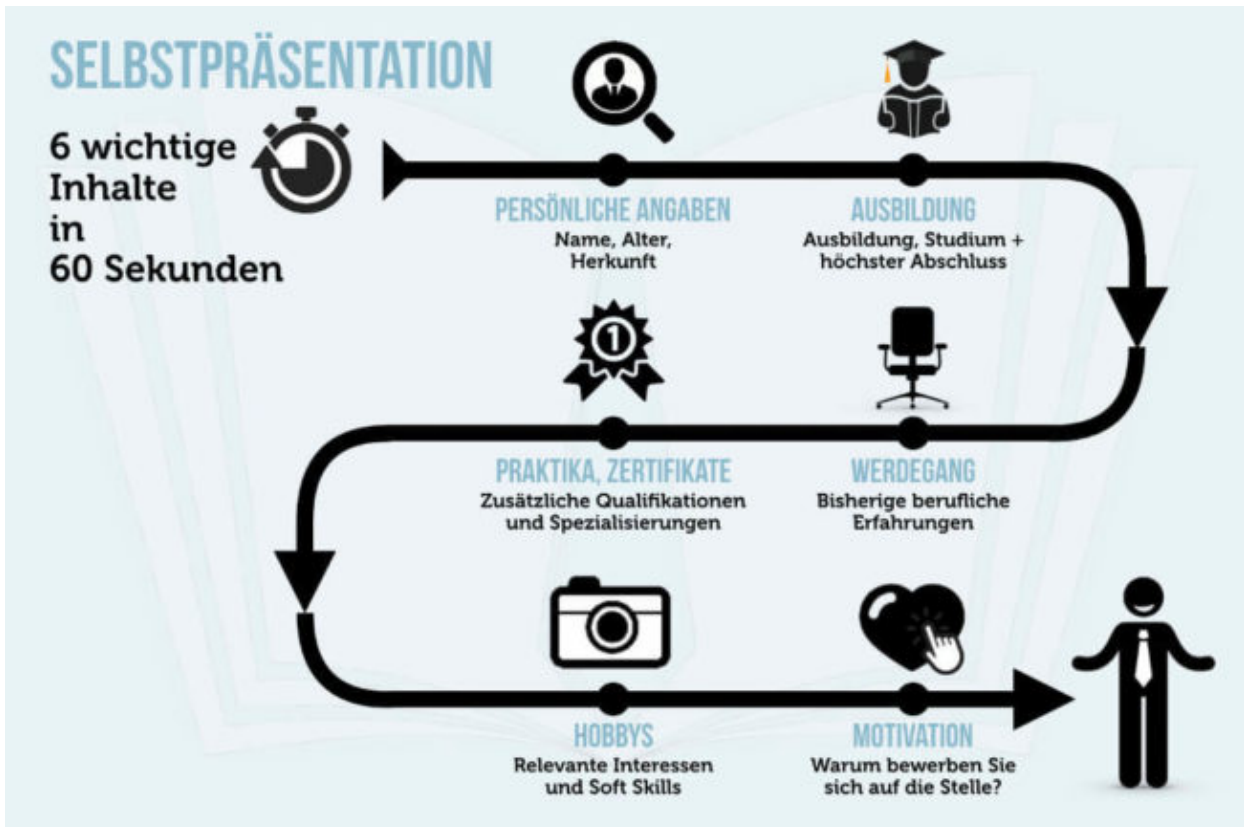 SELBSTPRÄSENTATION
6 wichtige
Inhalte
in
60 Sekunden
PERSÖNLICHE ANGABEN
Name, Alter,
Herkunft
AUSBILDUNG
Ausbildung, Studium +
höchster Abschluss
WERDEGANG
Bisherige berufliche
Erfahrungen
1
PRAKTIKA, ZERTIFIKATE
Zusätzliche Qualifikationen
und Spezialisierungen
HOBBYS
Relevante Interessen
und Soft Skills
MOTIVATION
Warum bewerben Sie
sich auf die Stelle?